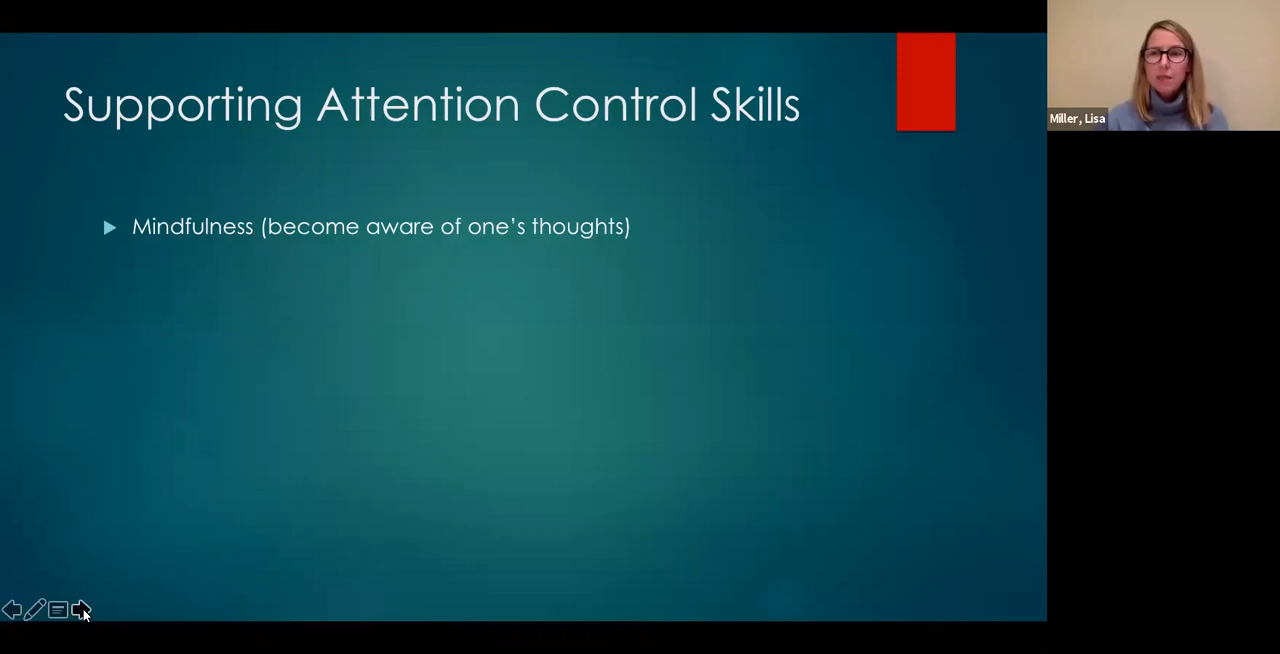 Supporting Attention Control Skills
Mindfulness (become aware of one’s thoughts)
Miller, Lisa